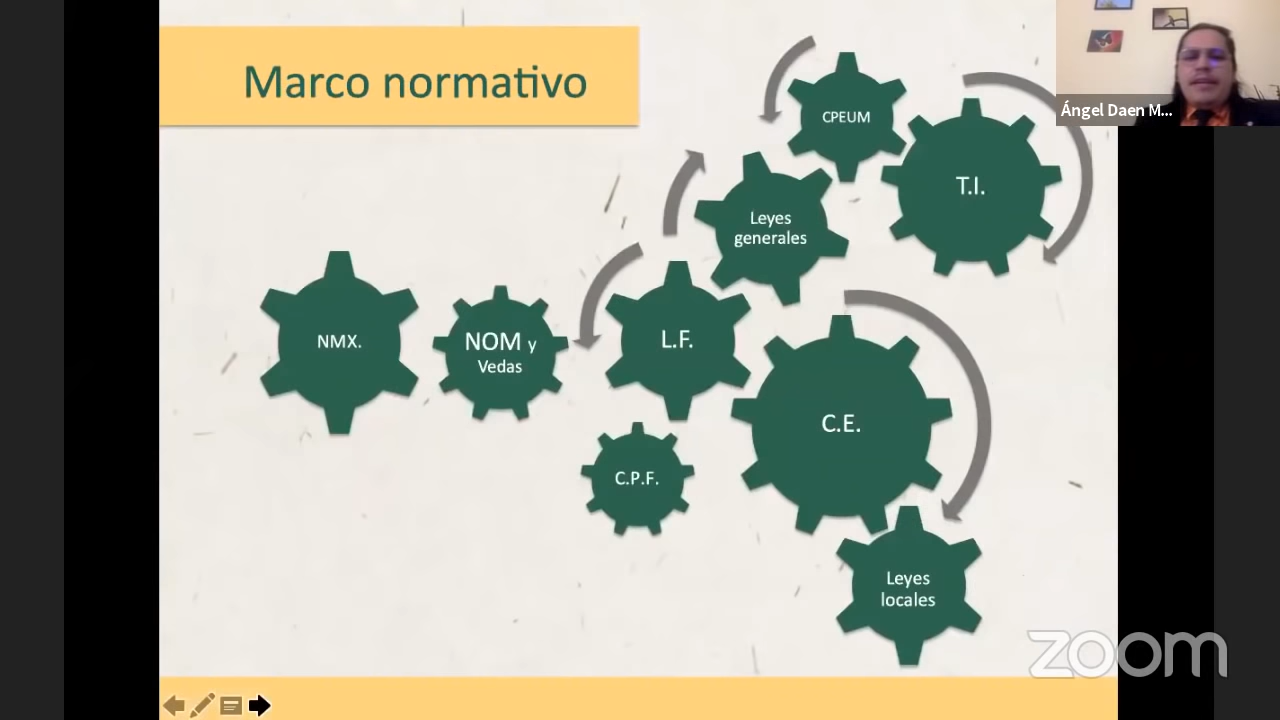 Marco normativo
CPEUM
Ángel Daen M...
T.I.
Leyes
generales
NMX.
NOM y
Vedas
L.F.
C.E.
C.P.F.
Leyes
locales
zoom